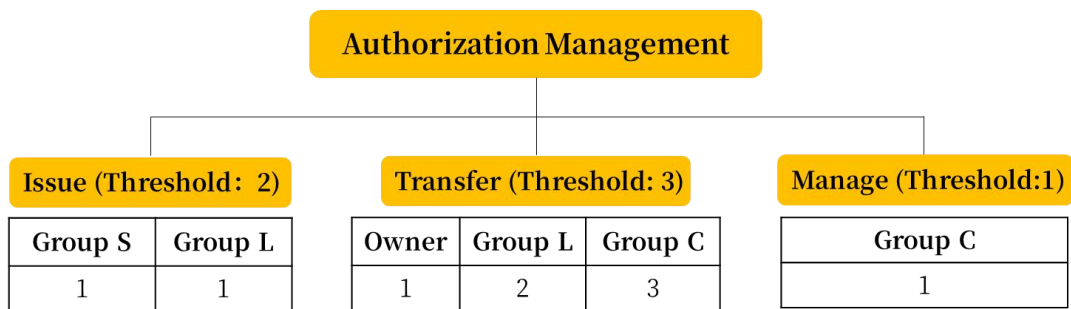 Authorization Management
Issue (Threshold: 2)
Group S Group L
1 1
Transfer (Threshold: 3)
Owner Group L Group C
1 2 3
Manage (Threshold:1)
Group C
1